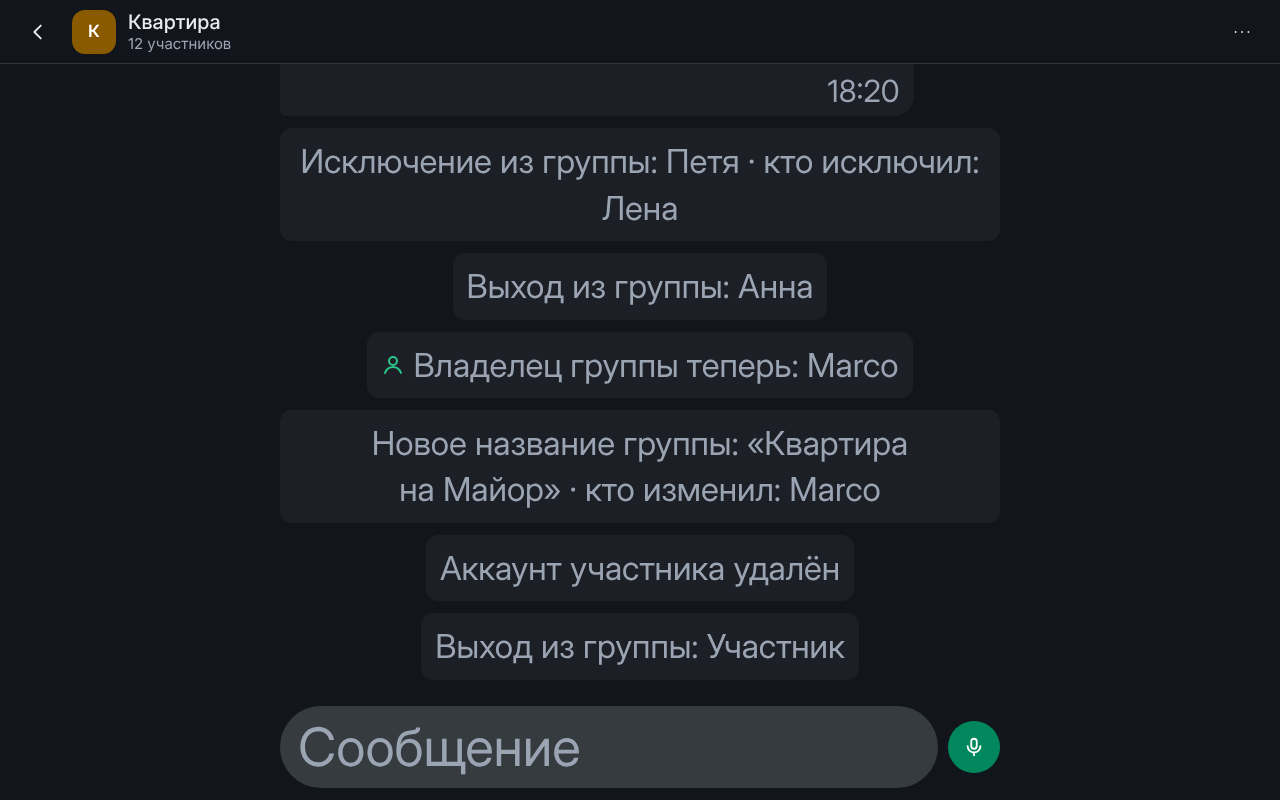 К
Квартира
12 участников
...
18:20
Исключение из группы: Петя · кто исключил:
Лена
Выход из группы: Анна
Владелец группы теперь: Marco
Новое название группы: «Квартира
на Майор» · кто изменил: Marco
Аккаунт участника удалён
Выход из группы: Участник
Сообщение